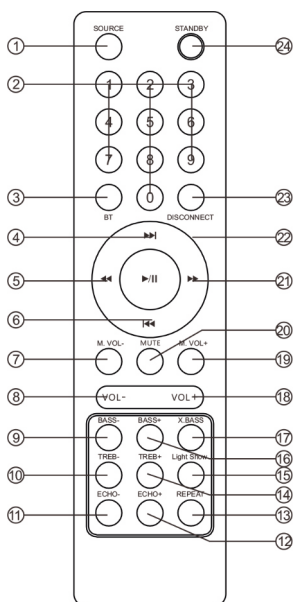 SOURCE STANDBY
1 24
2 1 2 3
4 5 6
7 8 9
3 0 23
BT DISCONNECT
4 ▶▶| 22
5 ◀◀ ▶/II ▶▶ 21
6 |◀◀ 20
M. VOL- MUTE M. VOL+
7 19
8 VOL- VOL+ 18
BASS- BASS+ X.BASS
9 17
16
TREB- TREB+ Light Show
10 15
14
ECHO- ECHO+ REPEAT
11 13
12